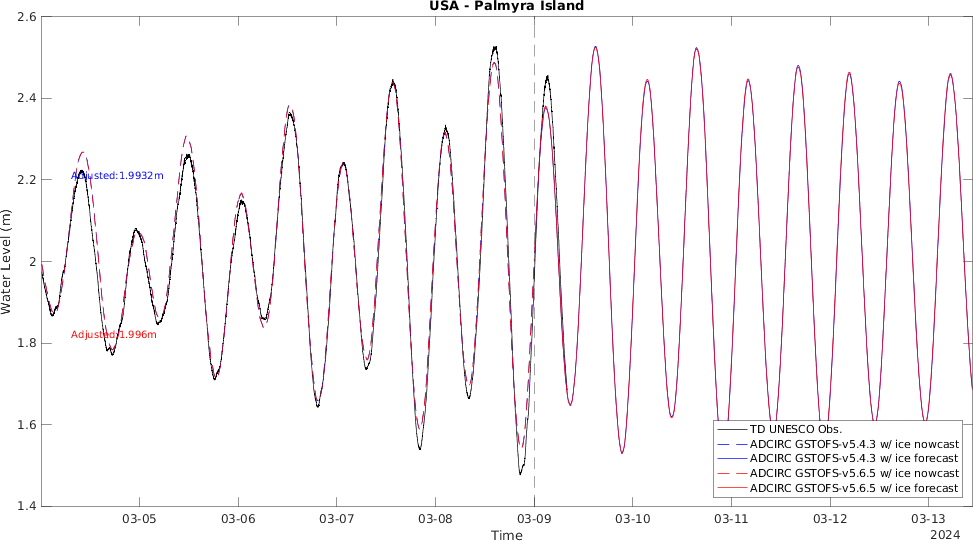 USA - Palmyra Island
2.6
2.4
2.2
2
1.8
1.6
1.4
Water Level (m)
Adjusted:1.9932m
Adjusted:1.996m
TD UNESCO Obs.
ADCIRC GSTOFS-v5.4.3 w/ ice nowcast
ADCIRC GSTOFS-v5.4.3 w/ ice forecast
ADCIRC GSTOFS-v5.6.5 w/ ice nowcast
ADCIRC GSTOFS-v5.6.5 w/ ice forecast
03-05 03-06 03-07 03-08 03-09 03-10 03-11 03-12 03-13
Time
2024